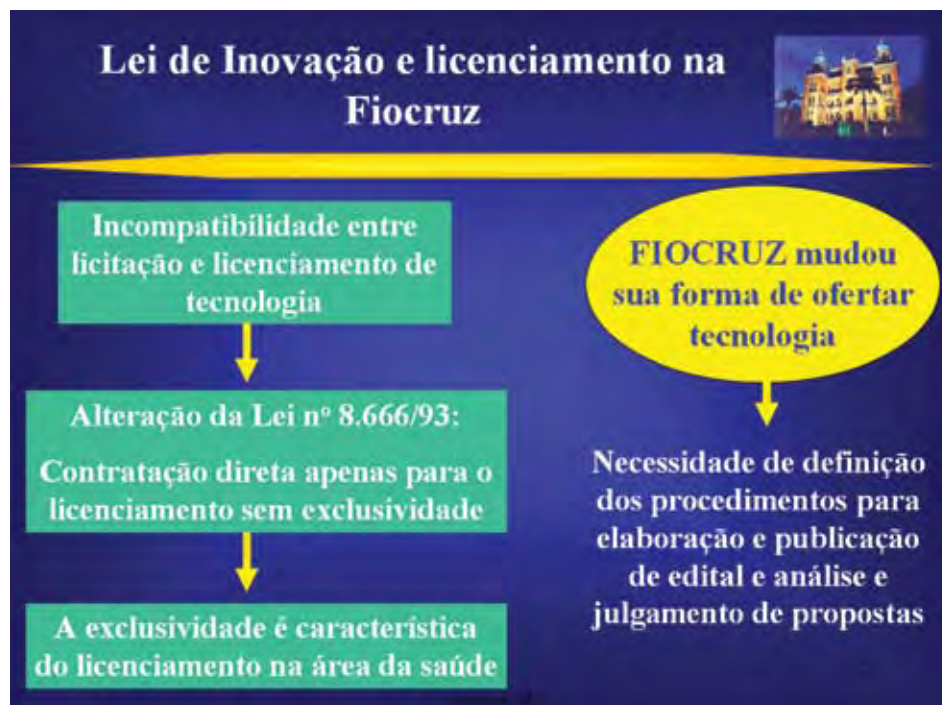 Lei de Inovação e licenciamento na
Fiocruz
Incompatibilidade entre
licitação e licenciamento de
tecnologia
Alteração da Lei nº 8.666/93:
Contratação direta apenas para o
licenciamento sem exclusividade
A exclusividade é característica
do licenciamento na área da saúde
FIOCRUZ mudou
sua forma de ofertar
tecnologia
Necessidade de definição
dos procedimentos para
elaboração e publicação
de edital e análise e
julgamento de propostas